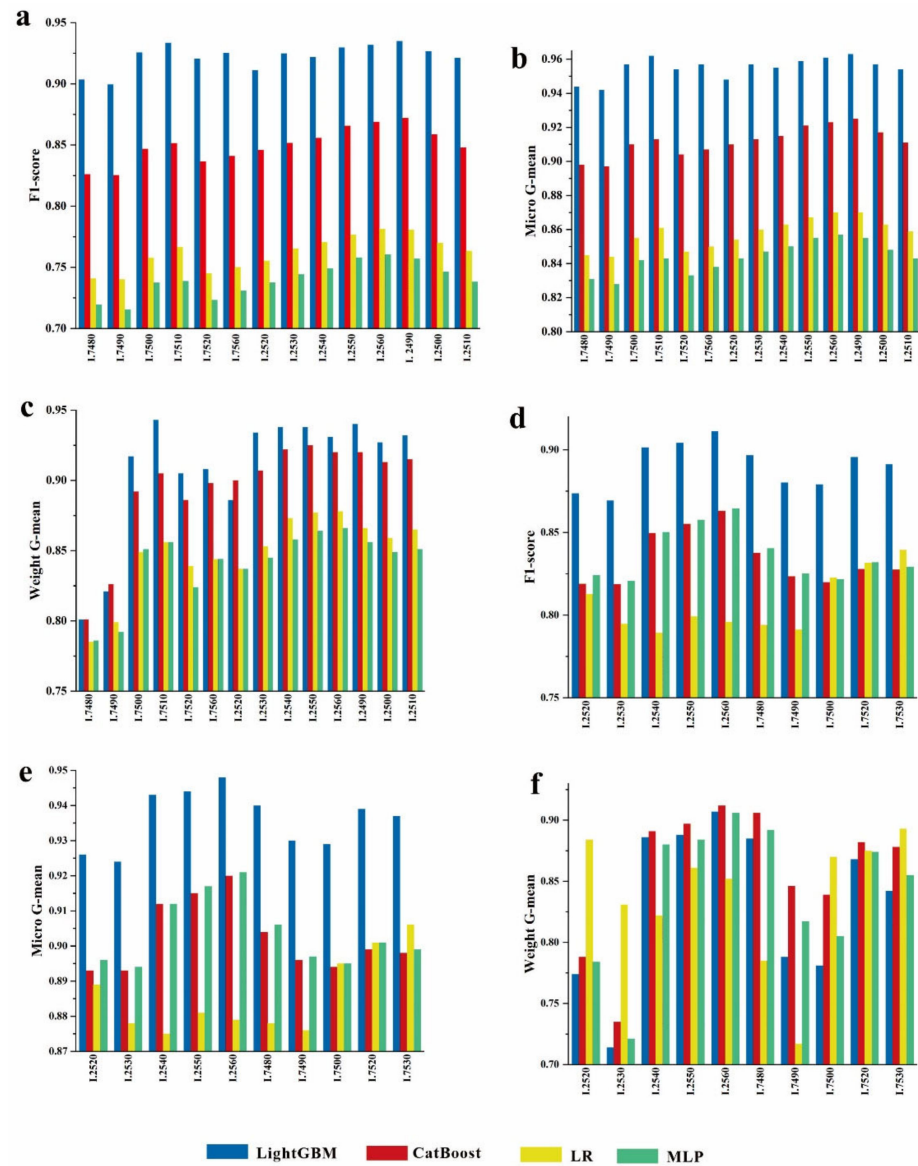 a
0.95
0.90
0.85
0.80
0.75
0.70
F1-score
L7480
L7490
L7500
L7510
L7520
L7560
L2520
L2530
L2540
L2550
L2560
L 2490
L2500
L2510
b
0.96
0.94
0.92
0.90
0.88
0.86
0.84
0.82
0.80
Micro G-mean
L7480
L7490
L7500
L7510
L7520
L7560
L2520
L2530
L2540
L2550
L2560
L2490
L2500
L2510
c
0.95
0.90
0.85
0.80
0.75
Weight G-mean
L7480
L7490
L7500
L7510
L7520
L7560
L2520
L2530
L2540
L2550
L2560
L2490
L2500
L2510
d
0.90
0.85
0.80
0.75
F1-score
L2520
L2530
L2540
L2550
L2560
L7480
L7490
L7500
L7520
L7530
e
0.95
0.94
0.93
0.92
0.91
0.90
0.89
0.88
0.87
Micro G-mean
L2520
L2530
L2540
L2550
L2560
L7480
L7490
L7500
L7520
L7530
f
0.90
0.85
0.80
0.75
0.70
Weight G-mean
L2520
L2530
L2540
L2550
L2560
L7480
L7490
L7500
L7520
L7530
LightGBM CatBoost LR MLP